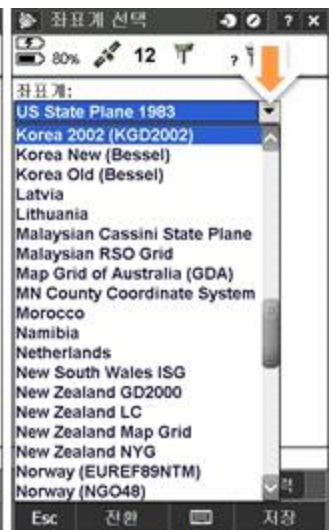 좌표계 선택
? ×
80%
12
?
좌표계:
US State Plane 1983
Korea 2002 (KGD2002)
Korea New (Bessel)
Korea Old (Bessel)
Latvia
Lithuania
Malaysian Cassini State Plane
Malaysian RSO Grid
Map Grid of Australia (GDA)
MN County Coordinate System
Morocco
Namibia
Netherlands
New South Wales ISG
New Zealand GD2000
New Zealand LC
New Zealand Map Grid
New Zealand NYG
Norway (EUREF89NTM)
Norway (NGO48)
Esc 전환 저장